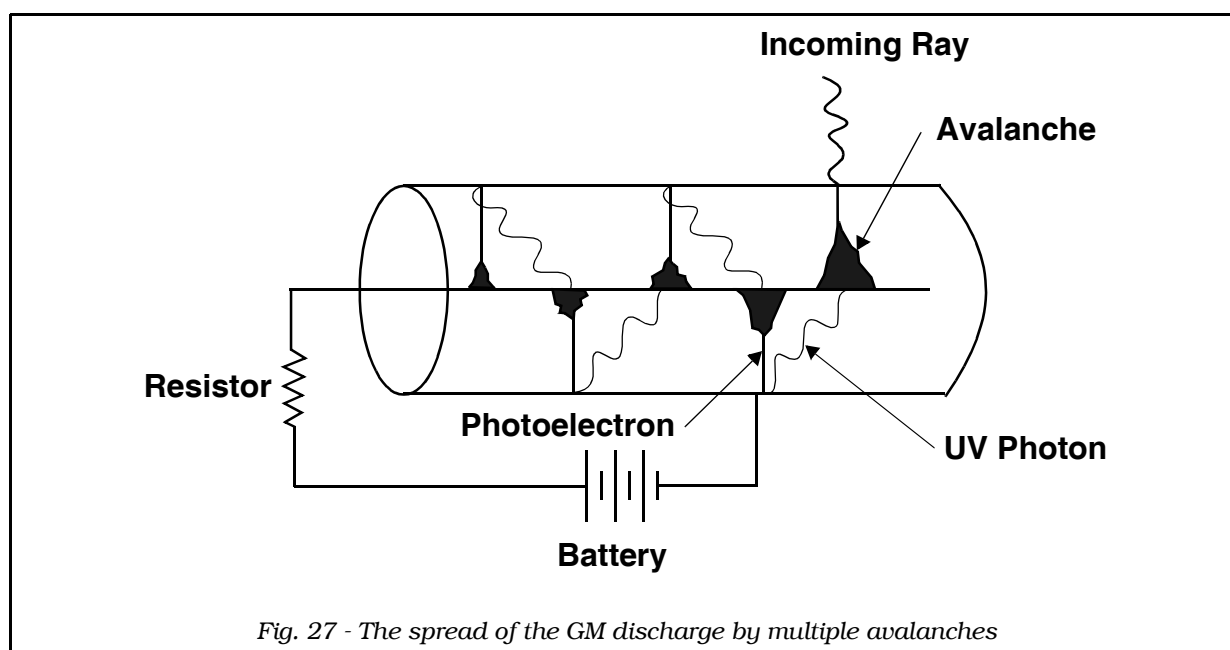 Incoming Ray
Avalanche
Resistor
Photoelectron
UV Photon
Battery
Fig. 27 - The spread of the GM discharge by multiple avalanches